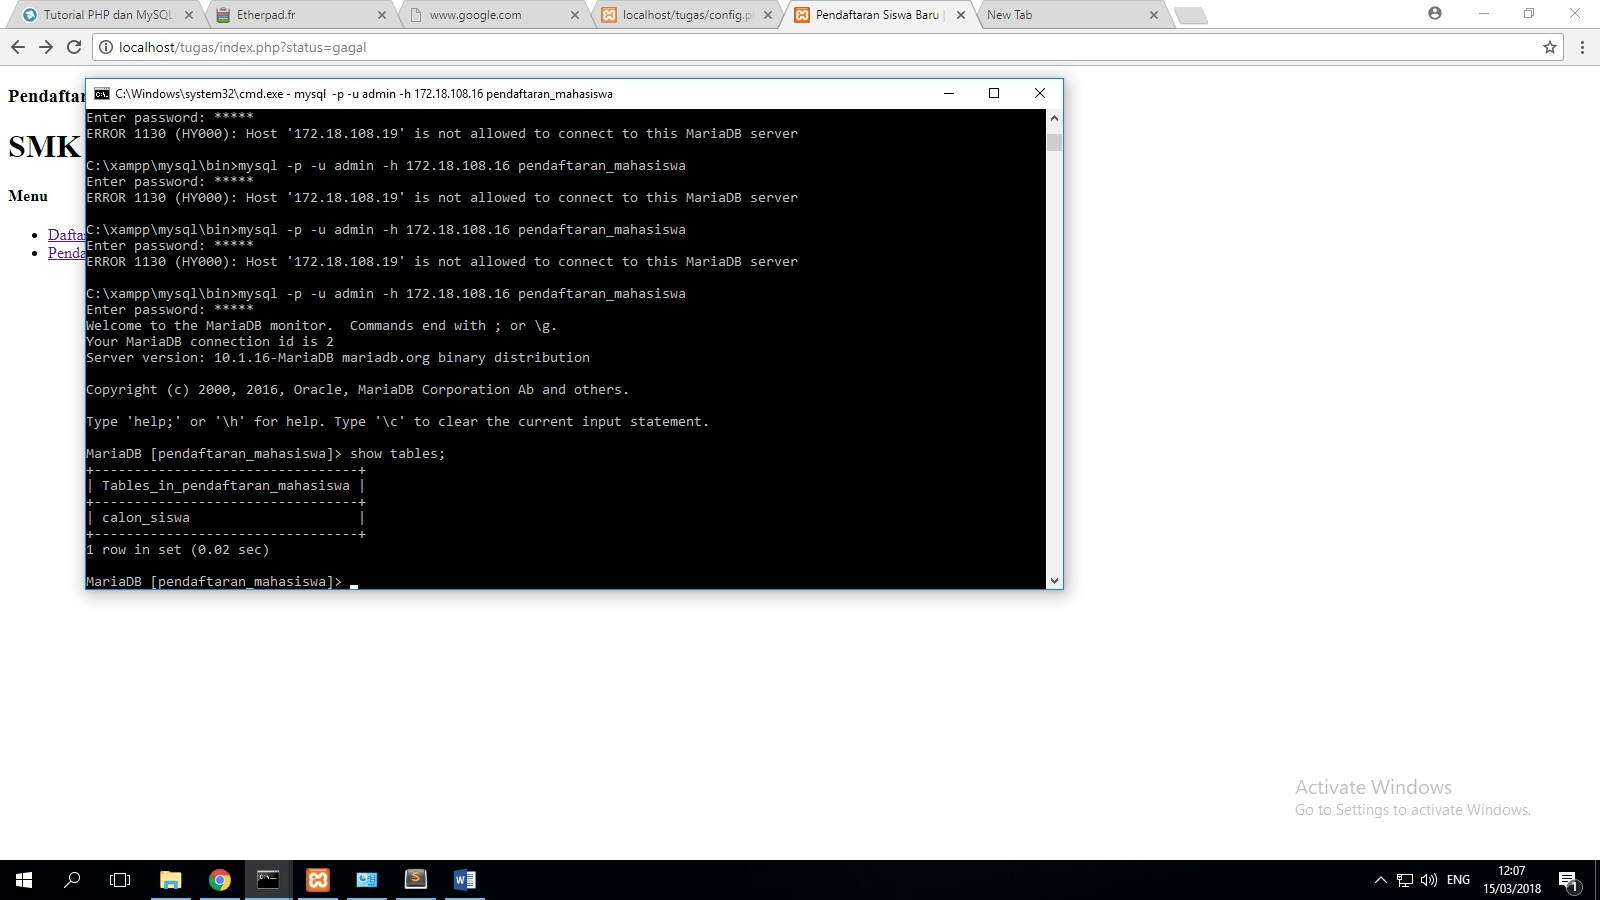 Tutorial PHP dan MySQL:
Etherpad.fr
www.google.com
localhost/tugas/config.p
Pendaftaran Siswa Baru |
New Tab
localhost/tugas/index.php?status=gagal
Pendaftar
SMK
Menu
Dafta
Penda
C:\Windows\system32\cmd.exe - mysql -p -u admin -h 172.18.108.16 pendaftaran_mahasiswa
Enter password: *****
ERROR 1130 (HY000): Host '172.18.108.19' is not allowed to connect to this MariaDB server
C:\xampp\mysql\bin>mysql -p -u admin -h 172.18.108.16 pendaftaran_mahasiswa
Enter password: *****
ERROR 1130 (HY000): Host '172.18.108.19' is not allowed to connect to this MariaDB server
C:\xampp\mysql\bin>mysql -p -u admin -h 172.18.108.16 pendaftaran_mahasiswa
Enter password: *****
ERROR 1130 (HY000): Host '172.18.108.19' is not allowed to connect to this MariaDB server
C:\xampp\mysql\bin>mysql -p -u admin -h 172.18.108.16 pendaftaran_mahasiswa
Enter password: *****
Welcome to the MariaDB monitor.  Commands end with ; or \g.
Your MariaDB connection id is 2
Server version: 10.1.16-MariaDB mariadb.org binary distribution
Copyright (c) 2000, 2016, Oracle, MariaDB Corporation Ab and others.
Type 'help;' or '\h' for help. Type '\c' to clear the current input statement.
MariaDB [pendaftaran_mahasiswa]> show tables;
+---------------------------------+
| Tables_in_pendaftaran_mahasiswa |
+---------------------------------+
| calon_siswa                     |
+---------------------------------+
1 row in set (0.02 sec)
MariaDB [pendaftaran_mahasiswa]> _
Activate Windows
Go to Settings to activate Windows.
ENG
12:07
15/03/2018
1